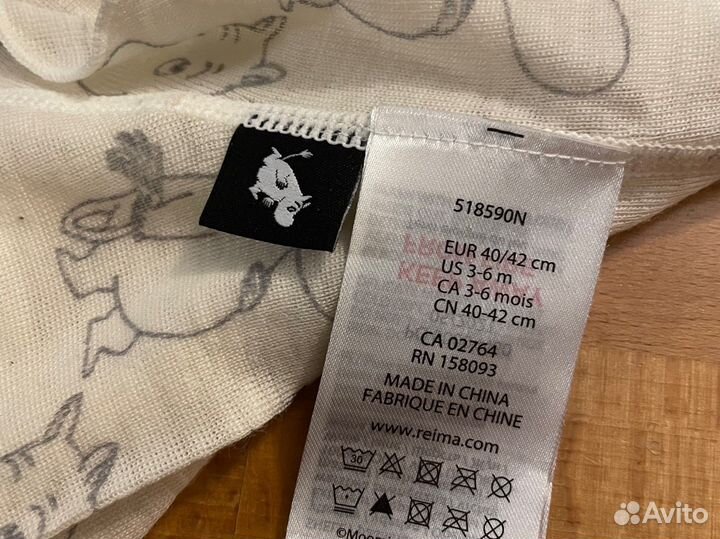 518590N
EUR 40/42 cm
US 3-6 m
CA 3-6 mois
CN 40-42 cm
CA 02764
RN 158093
MADE IN CHINA
FABRIQUE EN CHINE
www.reima.com
30
Avito